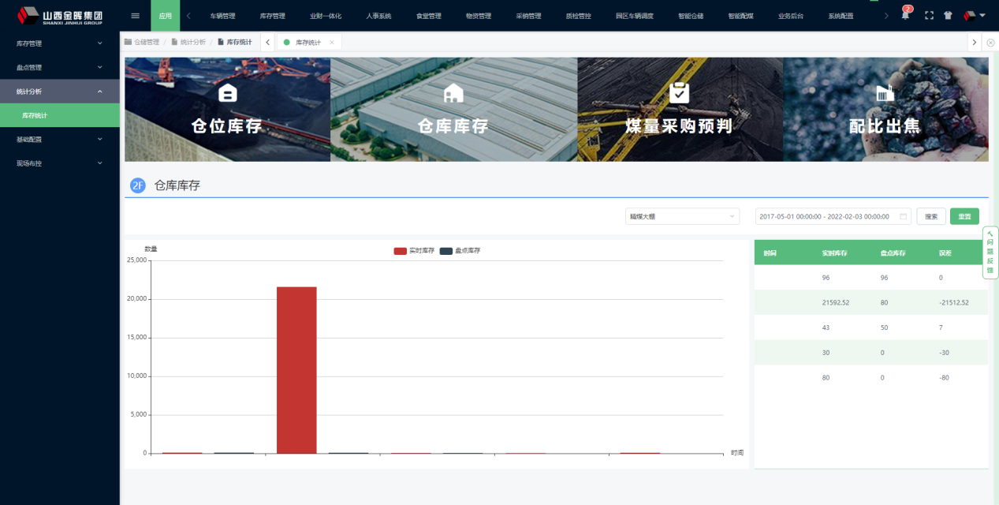 山西金晖集团
SHANXI JINHUI GROUP
应用
车辆管理
库存管理
业财一体化
人事系统
食堂管理
物资管理
采销管理
质检管控
园区车辆调度
智能仓储
智能配煤
业务后台
系统配置
2
库存管理
盘点管理
统计分析
库存统计
基础配置
现场布控
仓储管理 / 统计分析 / 库存统计
库存统计
仓位库存
仓库库存
煤量采购预判
配比出焦
2F 仓库库存
精煤大棚
2017-05-01 00:00:00 - 2022-02-03 00:00:00
搜索
重置
数量
实时库存
盘点库存
25,000
20,000
15,000
10,000
5,000
0
时间
时间 实时库存 盘点库存 误差
96 96 0
21592.52 80 -21512.52
43 50 7
30 0 -30
80 0 -80
问题反馈